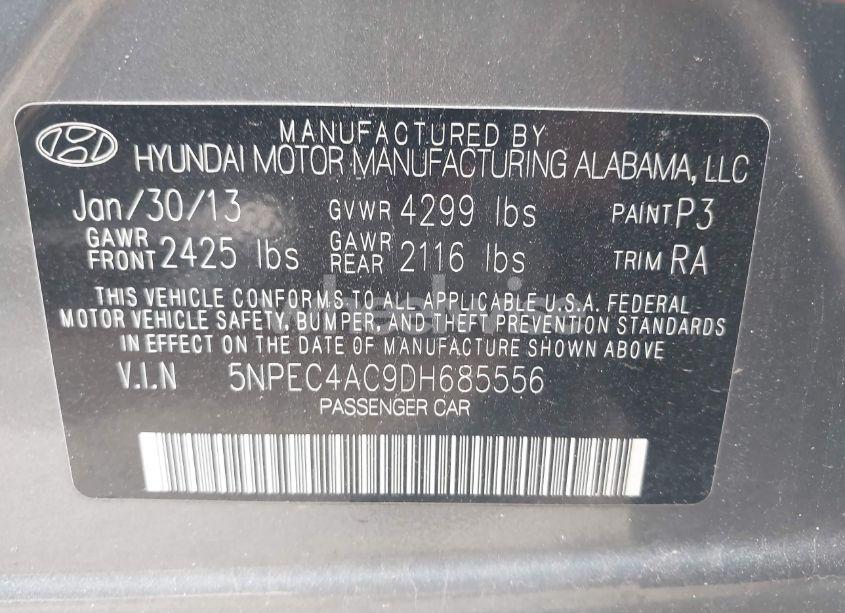 MANUFACTURED BY
HYUNDAI MOTOR MANUFACTURING ALABAMA, LLC
Jan/30/13 GVWR 4299 lbs PAINT P3
GAWR FRONT 2425 lbs GAWR REAR 2116 lbs TRIM RA
THIS VEHICLE CONFORMS TO ALL APPLICABLE U.S.A. FEDERAL
MOTOR VEHICLE SAFETY, BUMPER, AND THEFT PREVENTION STANDARDS
IN EFFECT ON THE DATE OF MANUFACTURE SHOWN ABOVE
V.I.N 5NPEC4AC9DH685556
PASSENGER CAR